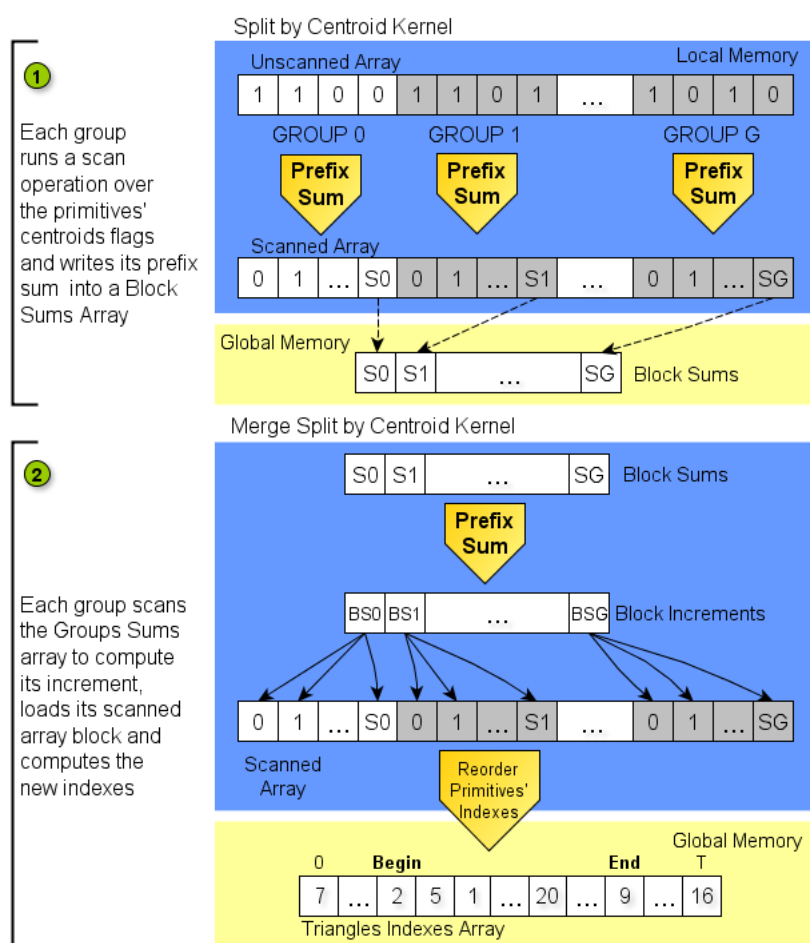 Split by Centroid Kernel
1
Each group
runs a scan
operation over
the primitives'
centroids flags
and writes its prefix
sum into a Block
Sums Array
Unscanned Array
Local Memory
1 1 0 0 1 1 0 1 ... 1 0 1 0
GROUP 0 GROUP 1 GROUP G
Prefix Sum
Prefix Sum
Prefix Sum
Scanned Array
0 1 ... S0 0 1 ... S1 ... 0 1 ... SG
Global Memory
S0 S1 ... SG Block Sums
Merge Split by Centroid Kernel
2
Each group scans
the Groups Sums
array to compute
its increment,
loads its scanned
array block and
computes the
new indexes
S0 S1 ... SG Block Sums
Prefix
Sum
BS0 BS1 ... BSG Block Increments
0 1 ... S0 0 1 ... S1 ... 0 1 ... SG
Scanned
Array
Reorder
Primitives'
Indexes
Global Memory
0 Begin End T
7 ... 2 5 1 ... 20 ... 9 ... 16
Triangles Indexes Array